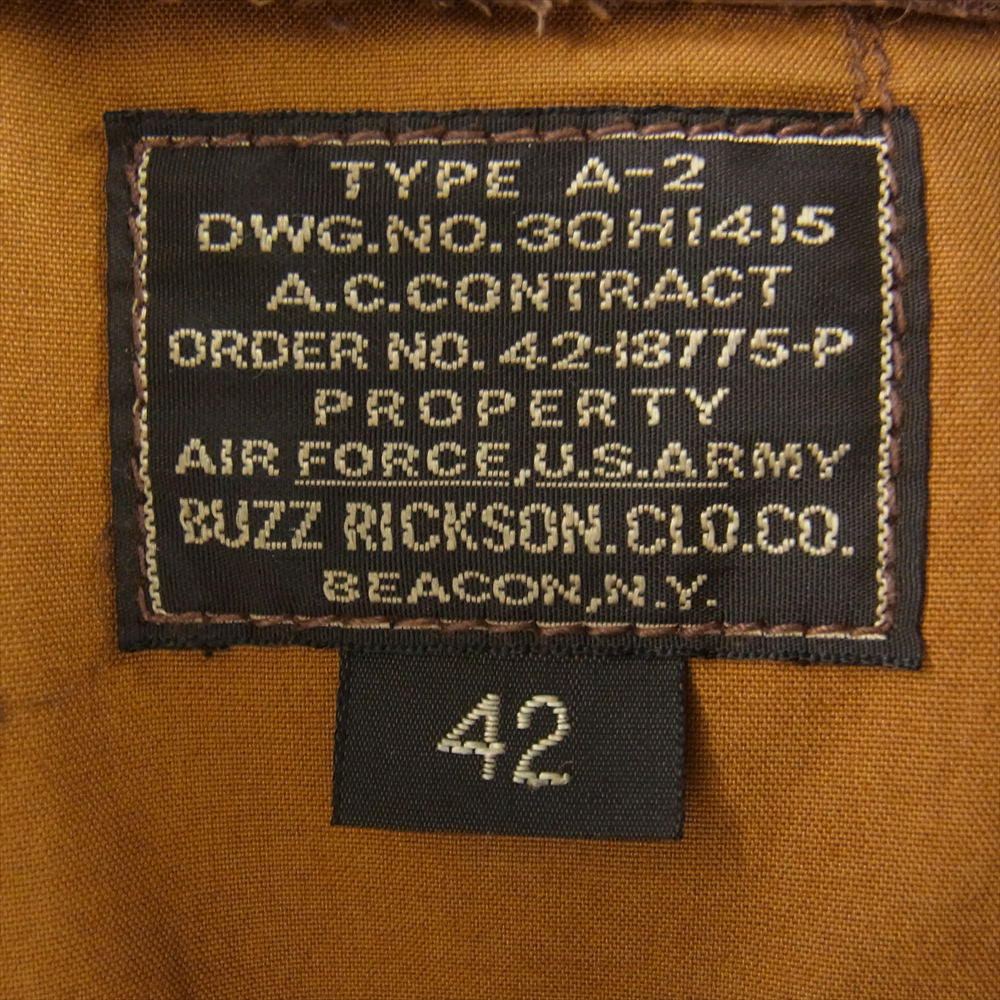 TYPE A-2
DWG.NO.30H1415
A.C.CONTRACT
ORDER NO.42-18775-P
PROPERTY
AIR FORCE,U.S.ARMY
BUZZ RICKSON.CLO.CO.
BEACON,N.Y.
42